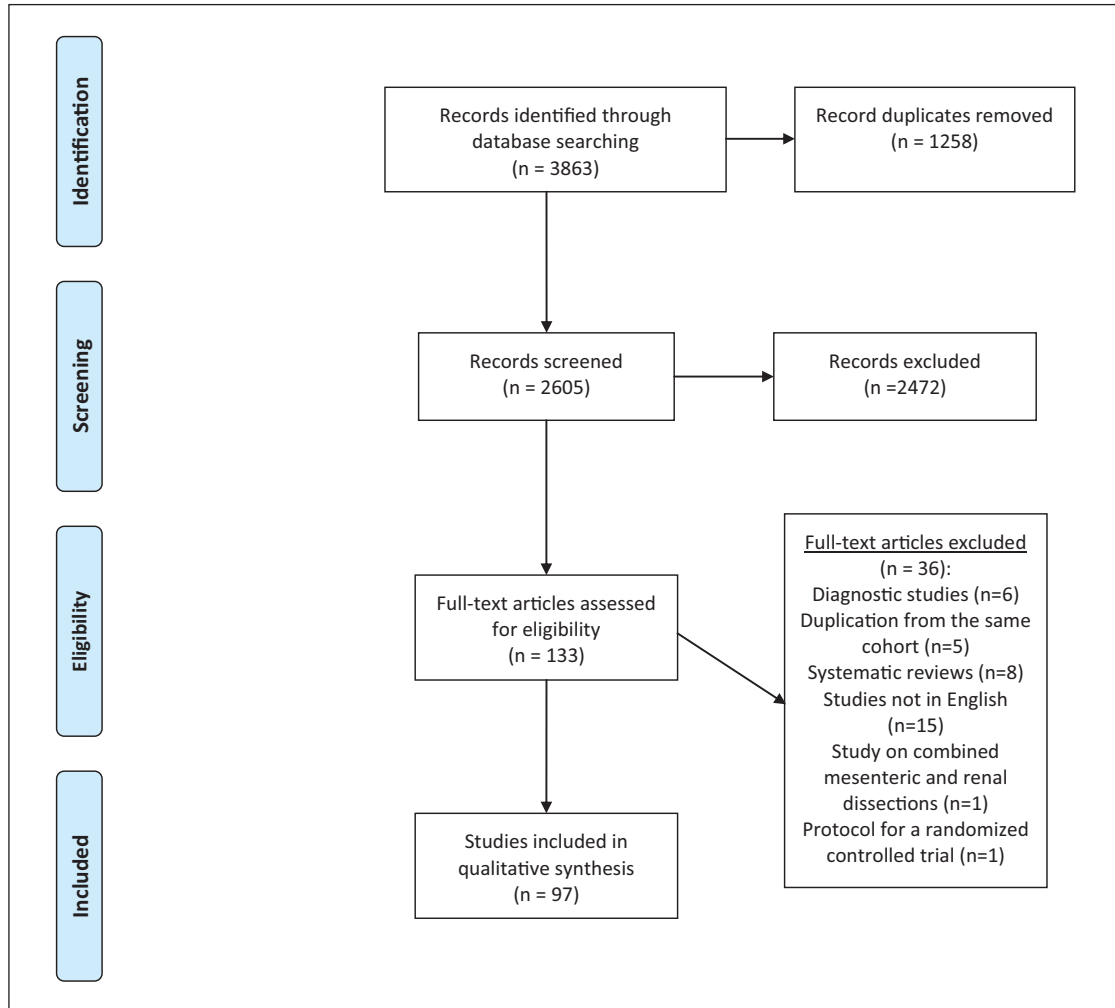 Identification
Records identified through
database searching
(n = 3863)
Record duplicates removed
(n = 1258)
Screening
Records screened
(n = 2605)
Records excluded
(n =2472)
Eligibility
Full-text articles assessed
for eligibility
(n = 133)
Full-text articles excluded
(n = 36):
Diagnostic studies (n=6)
Duplication from the same
cohort (n=5)
Systematic reviews (n=8)
Studies not in English
(n=15)
Study on combined
mesenteric and renal
dissections (n=1)
Protocol for a randomized
controlled trial (n=1)
Included
Studies included in
qualitative synthesis
(n = 97)